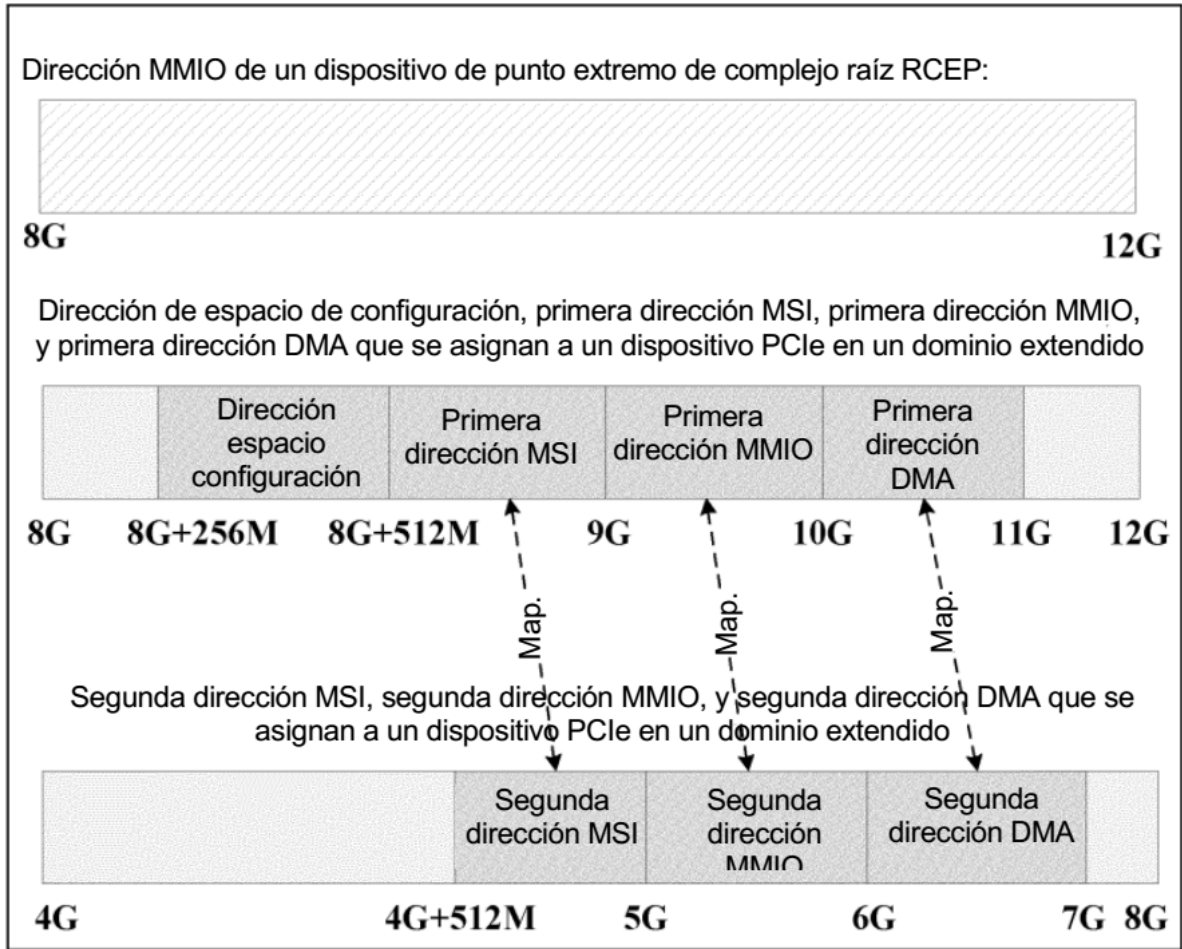 Dirección MMIO de un dispositivo de punto extremo de complejo raíz RCEP:
8G 12G
Dirección de espacio de configuración, primera dirección MSI, primera dirección MMIO,
y primera dirección DMA que se asignan a un dispositivo PCIe en un dominio extendido
Dirección
espacio
configuración
Primera
dirección MSI
Primera
dirección MMIO
Primera
dirección
DMA
8G 8G+256M 8G+512M 9G 10G 11G 12G
Map. Map. Map.
Segunda dirección MSI, segunda dirección MMIO, y segunda dirección DMA que se
asignan a un dispositivo PCIe en un dominio extendido
Segunda
dirección MSI
Segunda
dirección
MMIO
Segunda
dirección DMA
4G 4G+512M 5G 6G 7G 8G